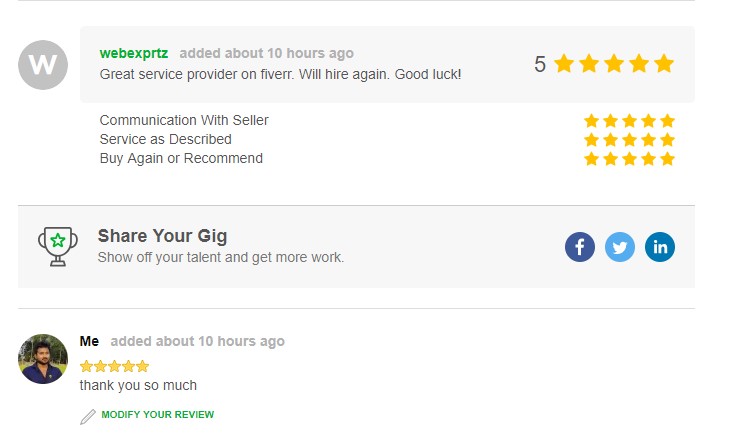 W
webexprtz added about 10 hours ago
Great service provider on fiverr. Will hire again. Good luck!
5
Communication With Seller
Service as Described
Buy Again or Recommend
Share Your Gig
Show off your talent and get more work.
f
in
Me added about 10 hours ago
thank you so much
MODIFY YOUR REVIEW